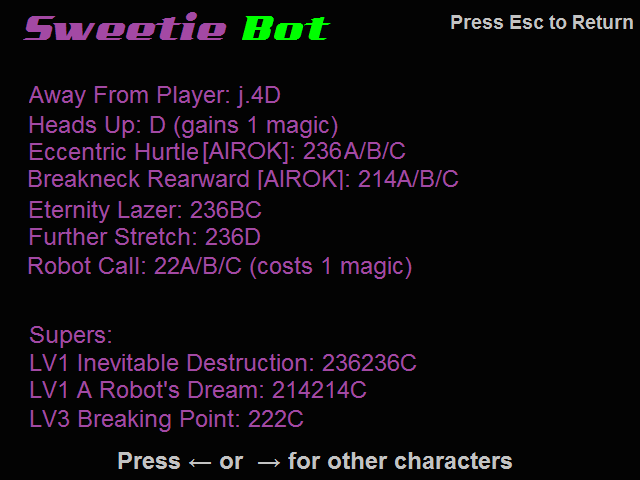 Sweetie Bot
Press Esc to Return
Away From Player: j.4D
Heads Up: D (gains 1 magic)
Eccentric Hurtle [AIROK]: 236A/B/C
Breakneck Rearward [AIROK]: 214A/B/C
Eternity Lazer: 236BC
Further Stretch: 236D
Robot Call: 22A/B/C (costs 1 magic)
Supers:
LV1 Inevitable Destruction: 236236C
LV1 A Robot's Dream: 214214C
LV3 Breaking Point: 222C
Press ← or → for other characters